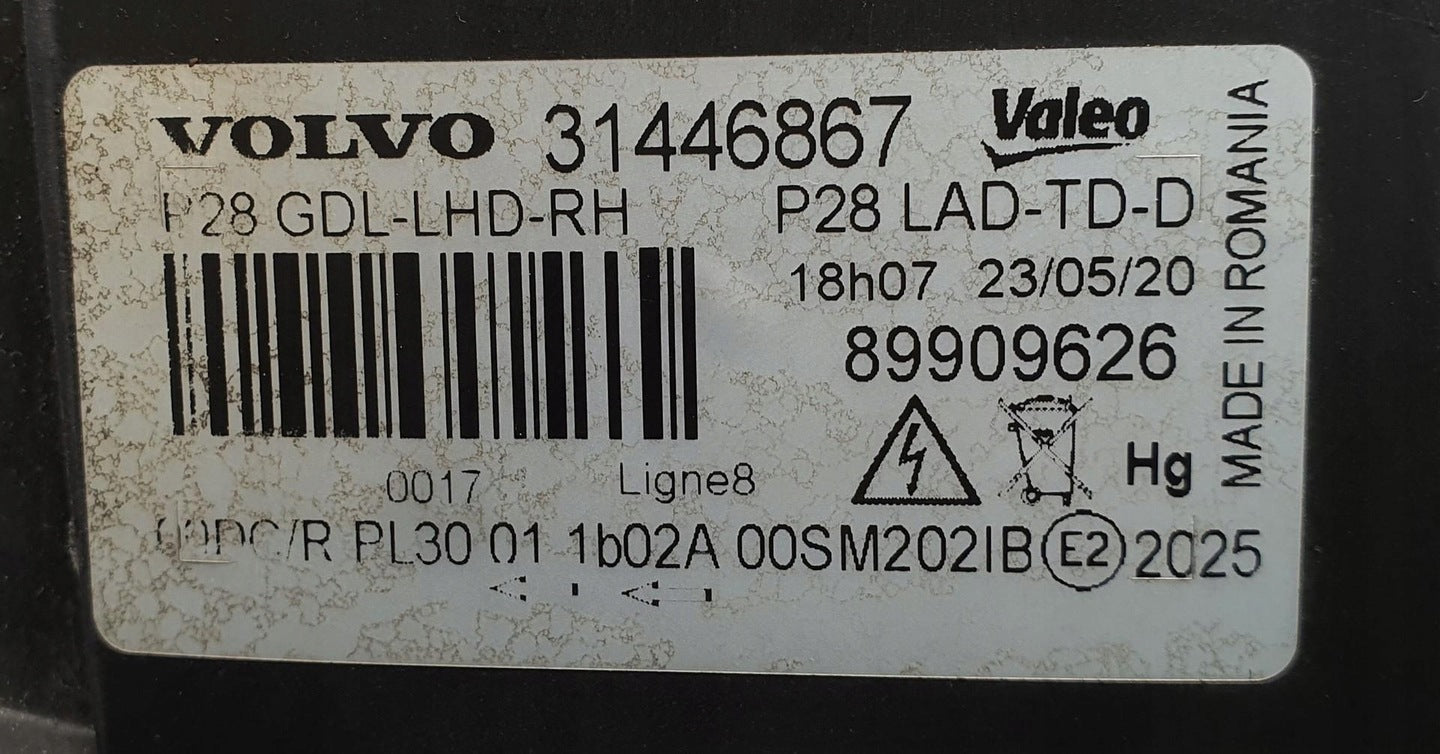 VOLVO 31446867 Valeo
P28 GDL-LHD-RH P28 LAD-TD-D
18h07 23/05/20
89909626
Hg
MADE IN ROMANIA
0017 Ligne8
PL30 01 1b02A 00SM202IB E2 2025